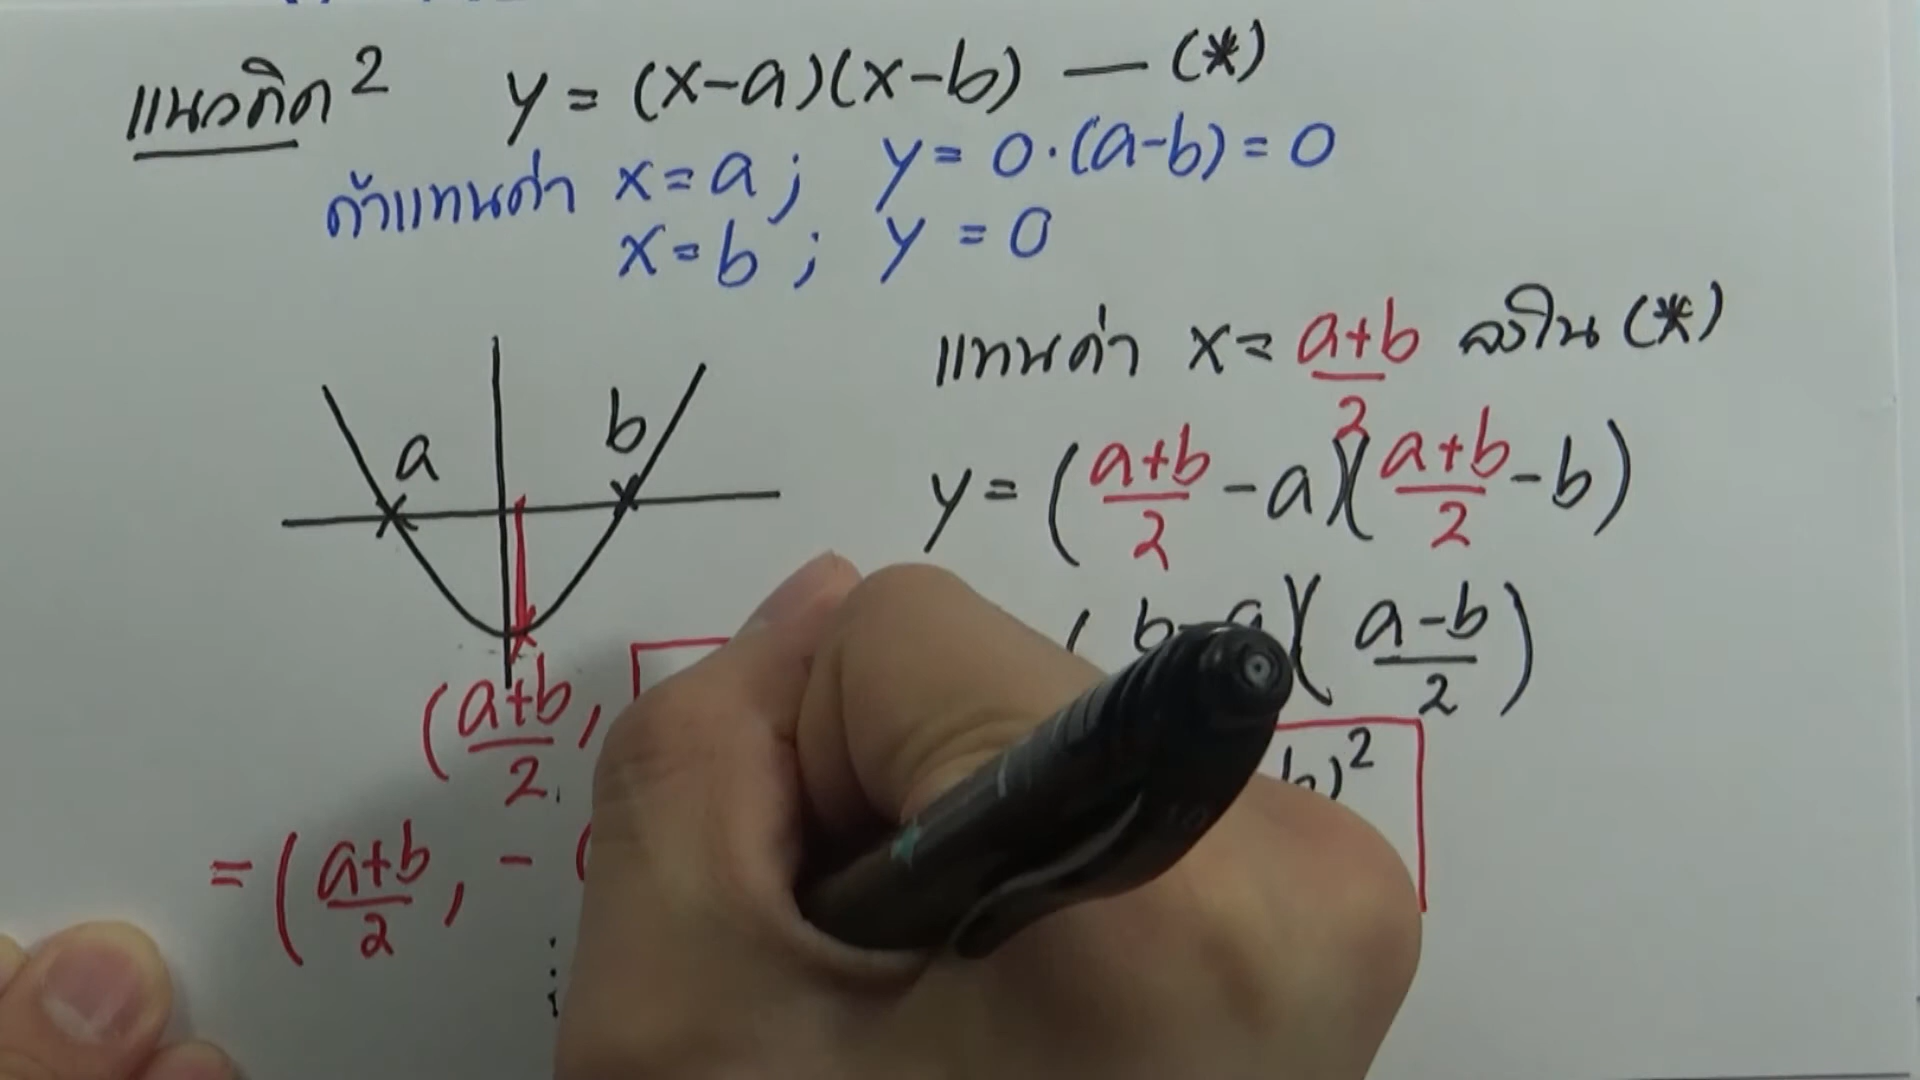 แนวคิด 2 y = (x-a)(x-b) — (*)
ถ้าแทนค่า x = a ; y = 0·(a-b) = 0
x = b ; y = 0
แทนค่า x = a+b/2 ลงใน (*)
y = (a+b/2 - a)(a+b/2 - b)
(b-a)(a-b/2)
b)²
a
b
(a+b/2,
= (a+b/2, - (